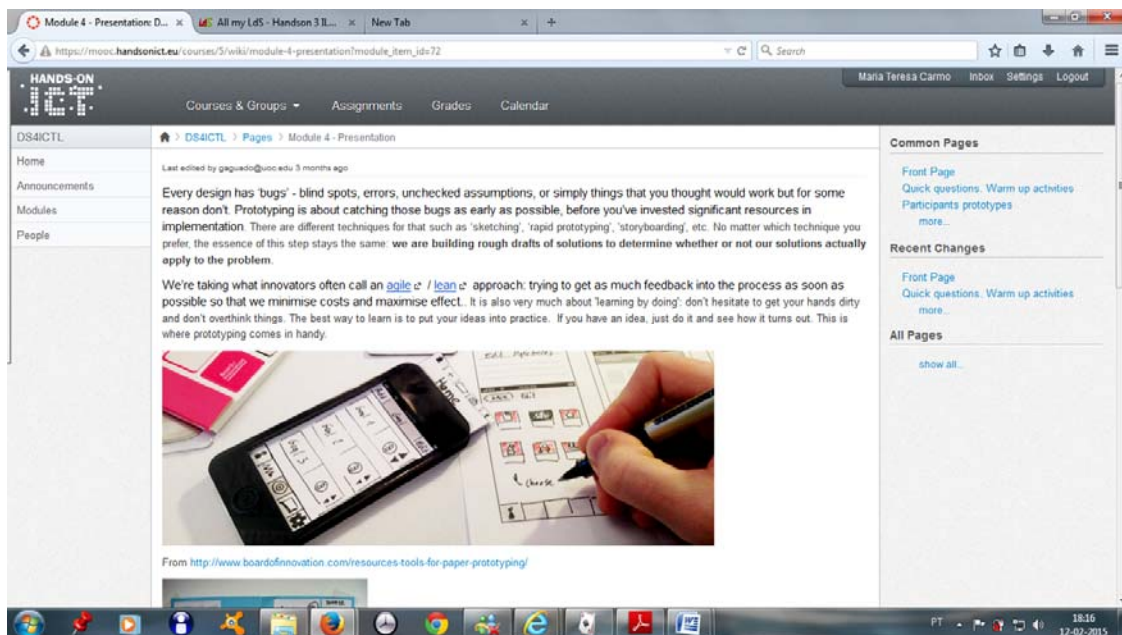 Module 4 - Presentation: D...
All my LdS - Handson 3 IL...
New Tab
https://mooc.handsonict.eu/courses/5/wiki/module-4-presentation?module_item_id=72
Search
HANDS-ON
ICT
Maria Teresa Carmo Inbox Settings Logout
Courses & Groups Assignments Grades Calendar
DS4ICTL
Home
Announcements
Modules
People
DS4ICTL > Pages > Module 4 - Presentation
Last edited by gaguado@uoc.edu 3 months ago
Every design has 'bugs' - blind spots, errors, unchecked assumptions, or simply things that you thought would work but for some
reason don't. Prototyping is about catching those bugs as early as possible, before you've invested significant resources in
implementation. There are different techniques for that such as 'sketching', 'rapid prototyping', 'storyboarding', etc. No matter which technique you
prefer, the essence of this step stays the same: we are building rough drafts of solutions to determine whether or not our solutions actually
apply to the problem.
We're taking what innovators often call an agile / lean approach: trying to get as much feedback into the process as soon as
possible so that we minimise costs and maximise effect.. It is also very much about 'learning by doing': don't hesitate to get your hands dirty
and don't overthink things. The best way to learn is to put your ideas into practice. If you have an idea, just do it and see how it turns out. This is
where prototyping comes in handy.
Home
Choose
From http://www.boardofinnovation.com/resources-tools-for-paper-prototyping/
Common Pages
Front Page
Quick questions. Warm up activities
Participants prototypes
more...
Recent Changes
Front Page
Quick questions. Warm up activities
more...
All Pages
show all...
PT
18:16
12-02-2015